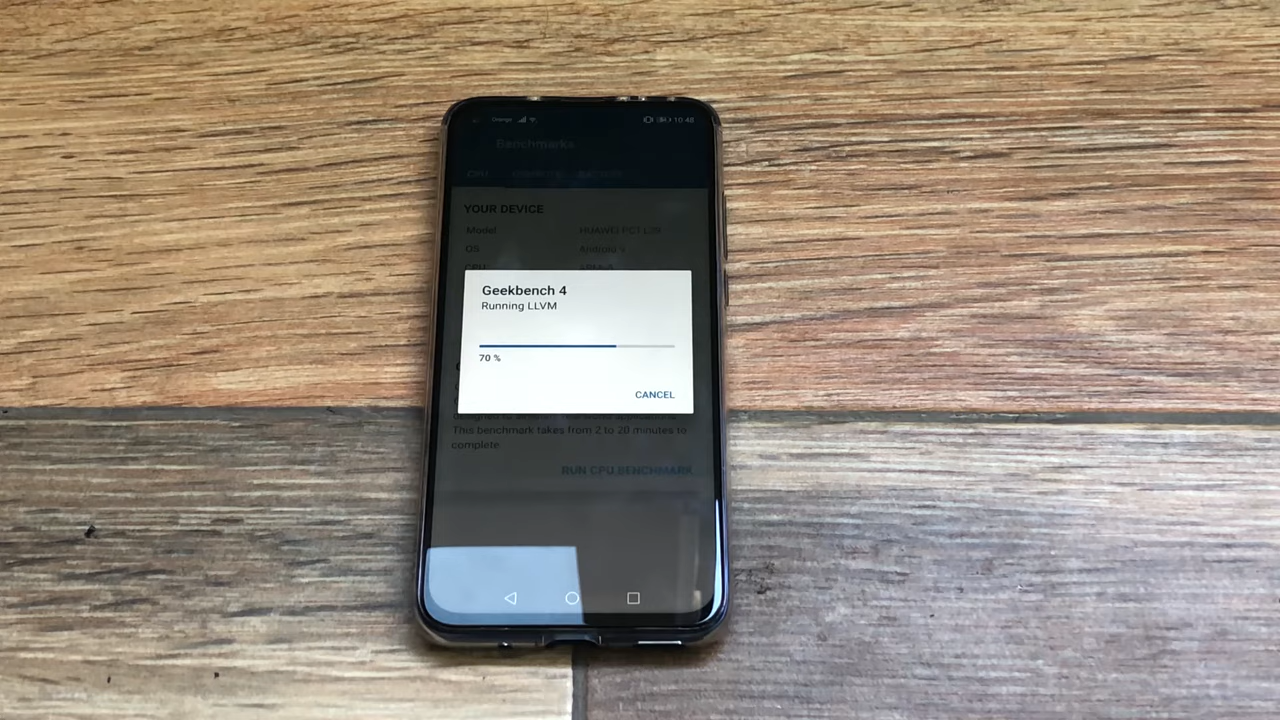 Orange 10:48
Benchmarks
CPU
YOUR DEVICE
Model HUAWEI PCT-L29
OS Android 9
CPU
Geekbench 4
Running LLVM
70 %
CANCEL
This benchmark takes from 2 to 20 minutes to
complete.
RUN CPU BENCHMARK